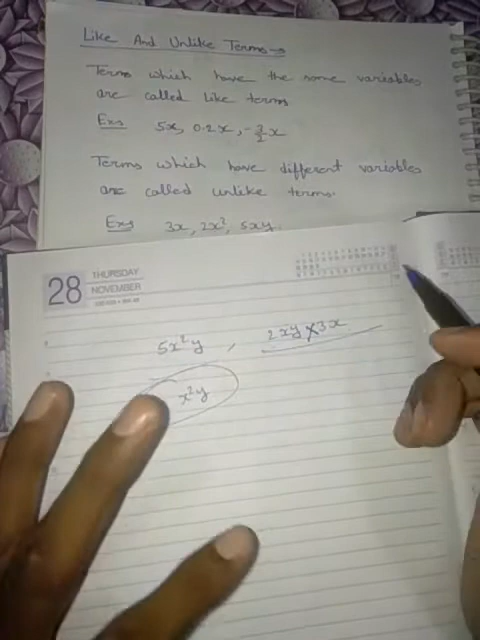 Like And Unlike Terms→
Terms which have the same variables
are called Like terms
Exs 5x, 0.2x, -3/2x
Terms which have different variables
are called unlike terms.
Exs 3x, 2x², 5xy.
28 THURSDAY
NOVEMBER
5x²y , 2xy×3x
x²y